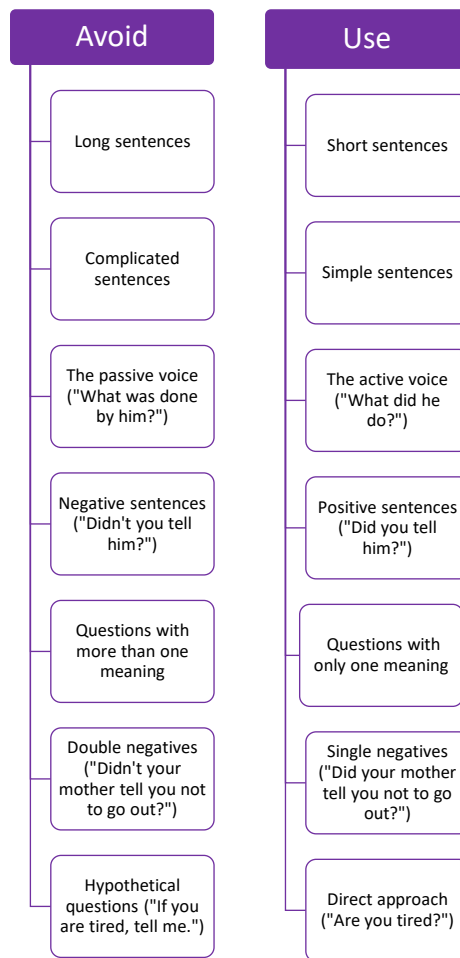 Avoid
Long sentences
Complicated
sentences
The passive voice
("What was done
by him?")
Negative sentences
("Didn't you tell
him?")
Questions with
more than one
meaning
Double negatives
("Didn't your
mother tell you not
to go out?")
Hypothetical
questions ("If you
are tired, tell me.")
Use
Short sentences
Simple sentences
The active voice
("What did he
do?")
Positive sentences
("Did you tell
him?")
Questions with
only one meaning
Single negatives
("Did your mother
tell you not to go
out?")
Direct approach
("Are you tired?")